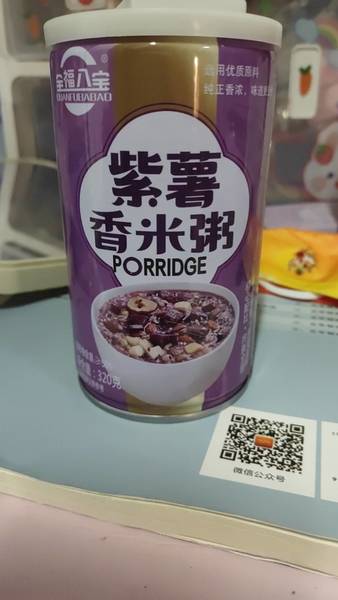 全福八宝
QUANFUBABAO
®
选用优质原料
纯正香浓,味道
紫薯
香米粥
PORRIDGE
320克
微信公众号